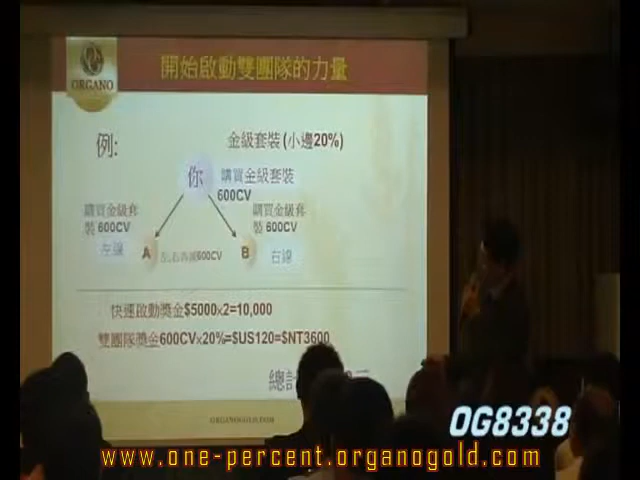 ORGANO
開始啟動雙團隊的力量
例:
金級套裝 (小邊20%)
你
購買金級套裝
600CV
購買金級套
裝 600CV
購買金級套
裝 600CV
左線
A
600CV
B
右線
快速啟動獎金$5000x2=10,000
雙團隊獎金600CVx20%=$US120=$NT3600
總
ORGANOGOLD.COM
OG8338
www.one-percent.organogold.com